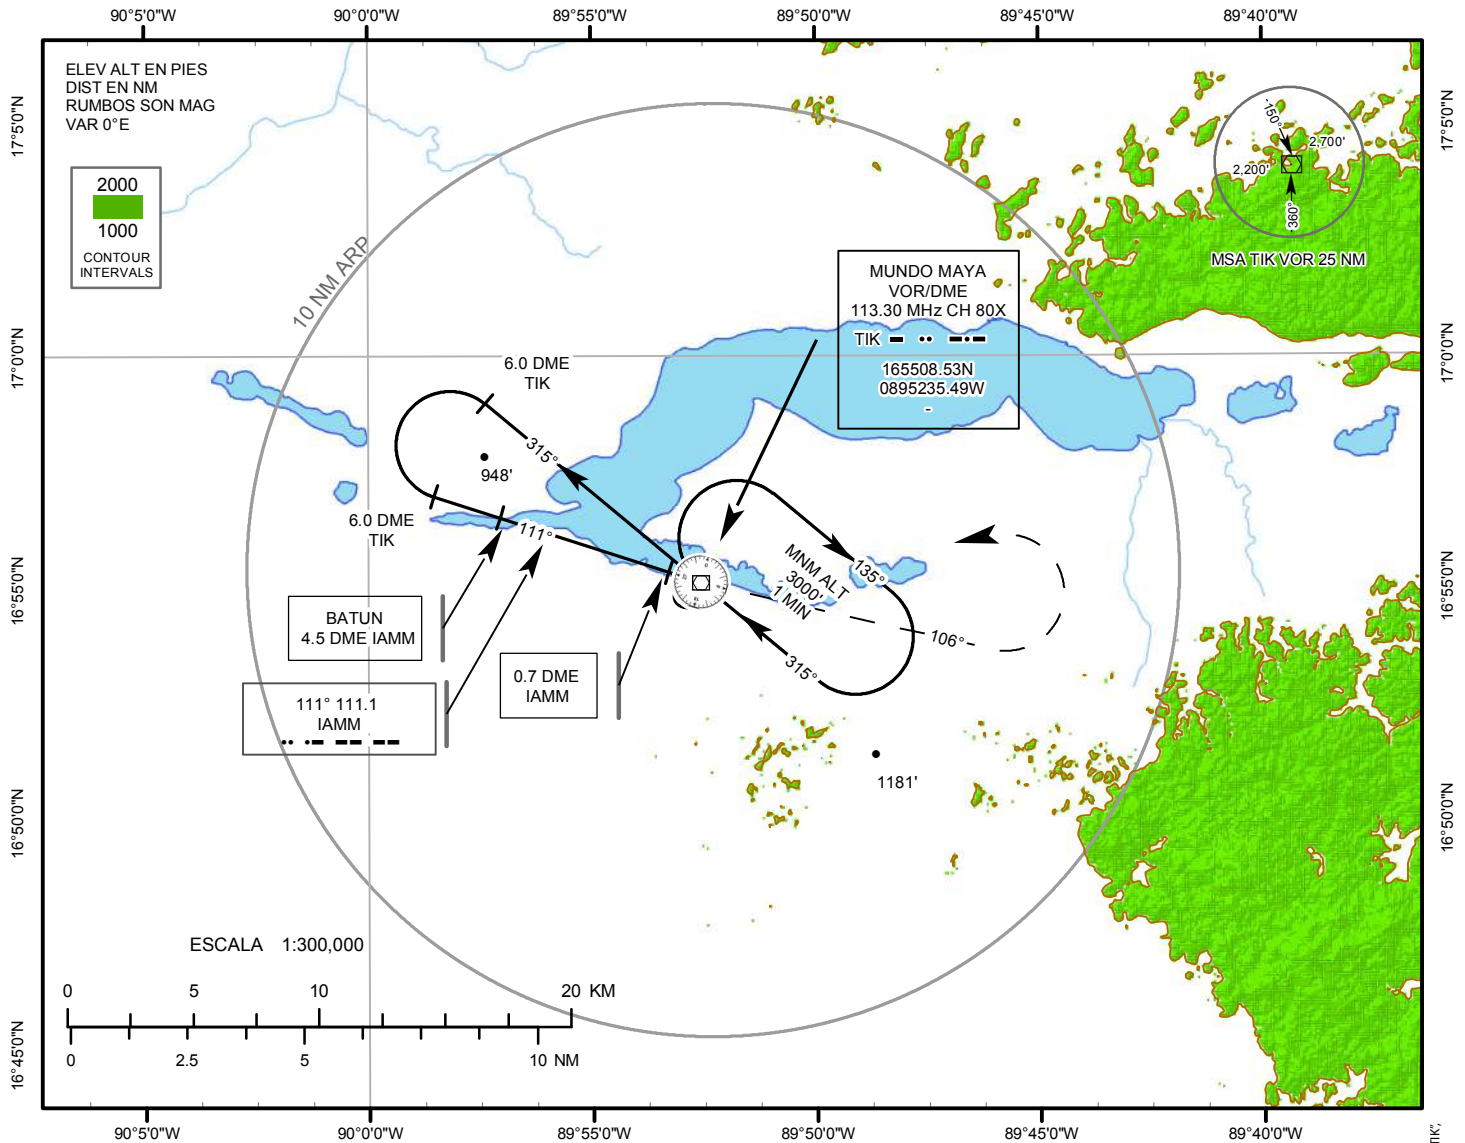 90°5'0"W
90°0'0"W
89°55'0"W
89°50'0"W
89°45'0"W
89°40'0"W
ELEV ALT EN PIES
DIST EN NM
RUMBOS SON MAG
VAR 0°E
2000
1000
CONTOUR
INTERVALS
17°5'0"N
17°5'0"N
10 NM ARP
150°
2,700'
2,200'
360°
MSA TIK VOR 25 NM
MUNDO MAYA
VOR/DME
113.30 MHz CH 80X
TIK
165508.53N
0895235.49W
-
17°0'0"N
17°0'0"N
6.0 DME
TIK
315°
948'
6.0 DME
TIK
111°
MNM ALT
3000'
1 MIN
135°
315°
106°
16°55'0"N
16°55'0"N
BATUN
4.5 DME IAMM
0.7 DME
IAMM
111° 111.1
IAMM
1181'
16°50'0"N
16°50'0"N
ESCALA 1:300,000
0 5 10 20 KM
0 2.5 5 10 NM
16°45'0"N
16°45'0"N
90°5'0"W
90°0'0"W
89°55'0"W
89°50'0"W
89°45'0"W
89°40'0"W